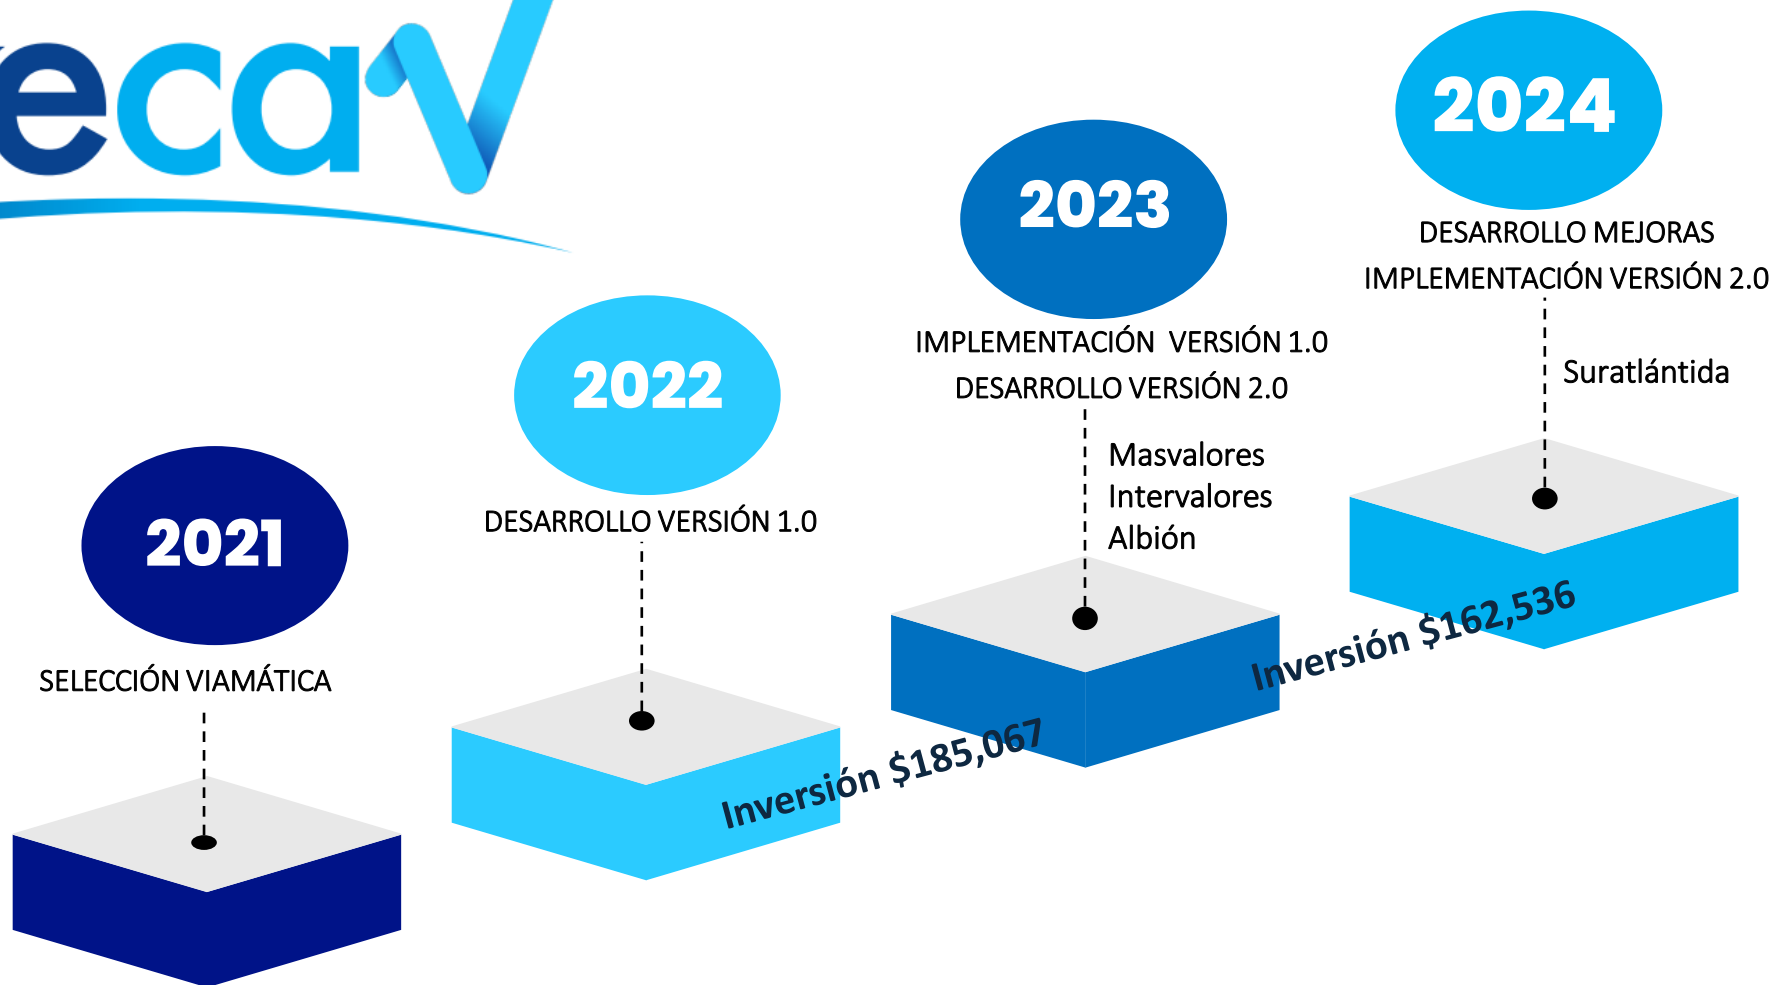 eca
2021
SELECCIÓN VIAMÁTICA
2022
DESARROLLO VERSIÓN 1.0
Inversión $185,067
2023
IMPLEMENTACIÓN VERSIÓN 1.0
DESARROLLO VERSIÓN 2.0
Masvalores
Intervalores
Albión
Inversión $162,536
2024
DESARROLLO MEJORAS
IMPLEMENTACIÓN VERSIÓN 2.0
Suratlántida